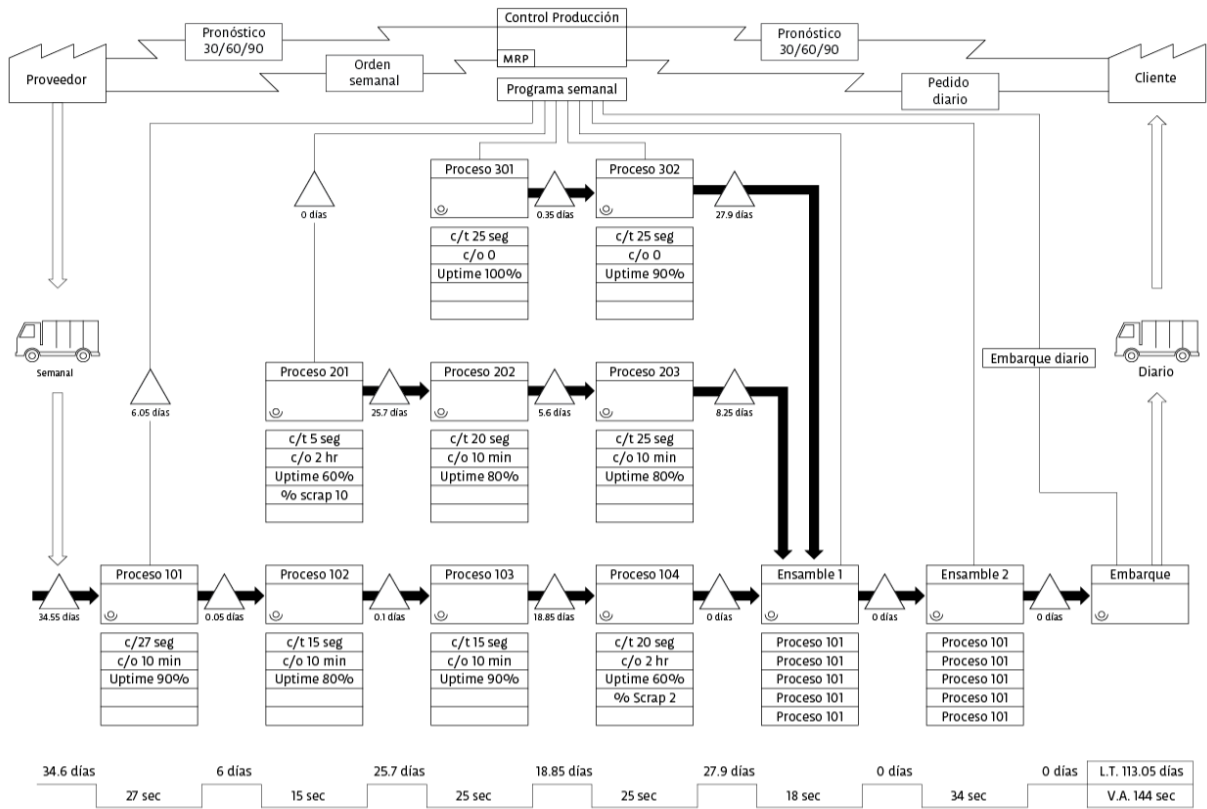 Control Producción
Pronóstico
30/60/90
Pronóstico
30/60/90
MRP
Orden
semanal
Proveedor
Cliente
Programa semanal
Pedido
diario
Proceso 301
Proceso 302
0 días
0.35 días
27.9 días
c/t 25 seg
c/o 0
Uptime 100%
c/t 25 seg
c/o 0
Uptime 90%
Semanal
Embarque diario
Diario
6.05 días
Proceso 201
Proceso 202
Proceso 203
25.7 días
5.6 días
8.25 días
c/t 5 seg
c/o 2 hr
Uptime 60%
% scrap 10
c/t 20 seg
c/o 10 min
Uptime 80%
c/t 25 seg
c/o 10 min
Uptime 80%
Proceso 101
Proceso 102
Proceso 103
Proceso 104
Ensamble 1
Ensamble 2
Embarque
34.55 días
0.05 días
0.1 días
18.85 días
0 días
0 días
0 días
c/27 seg
c/o 10 min
Uptime 90%
c/t 15 seg
c/o 10 min
Uptime 80%
c/t 15 seg
c/o 10 min
Uptime 90%
c/t 20 seg
c/o 2 hr
Uptime 60%
% Scrap 2
Proceso 101
Proceso 101
Proceso 101
Proceso 101
Proceso 101
Proceso 101
Proceso 101
Proceso 101
Proceso 101
Proceso 101
34.6 días
6 días
25.7 días
18.85 días
27.9 días
0 días
0 días
L.T. 113.05 días
27 sec
15 sec
25 sec
25 sec
18 sec
34 sec
V.A. 144 sec